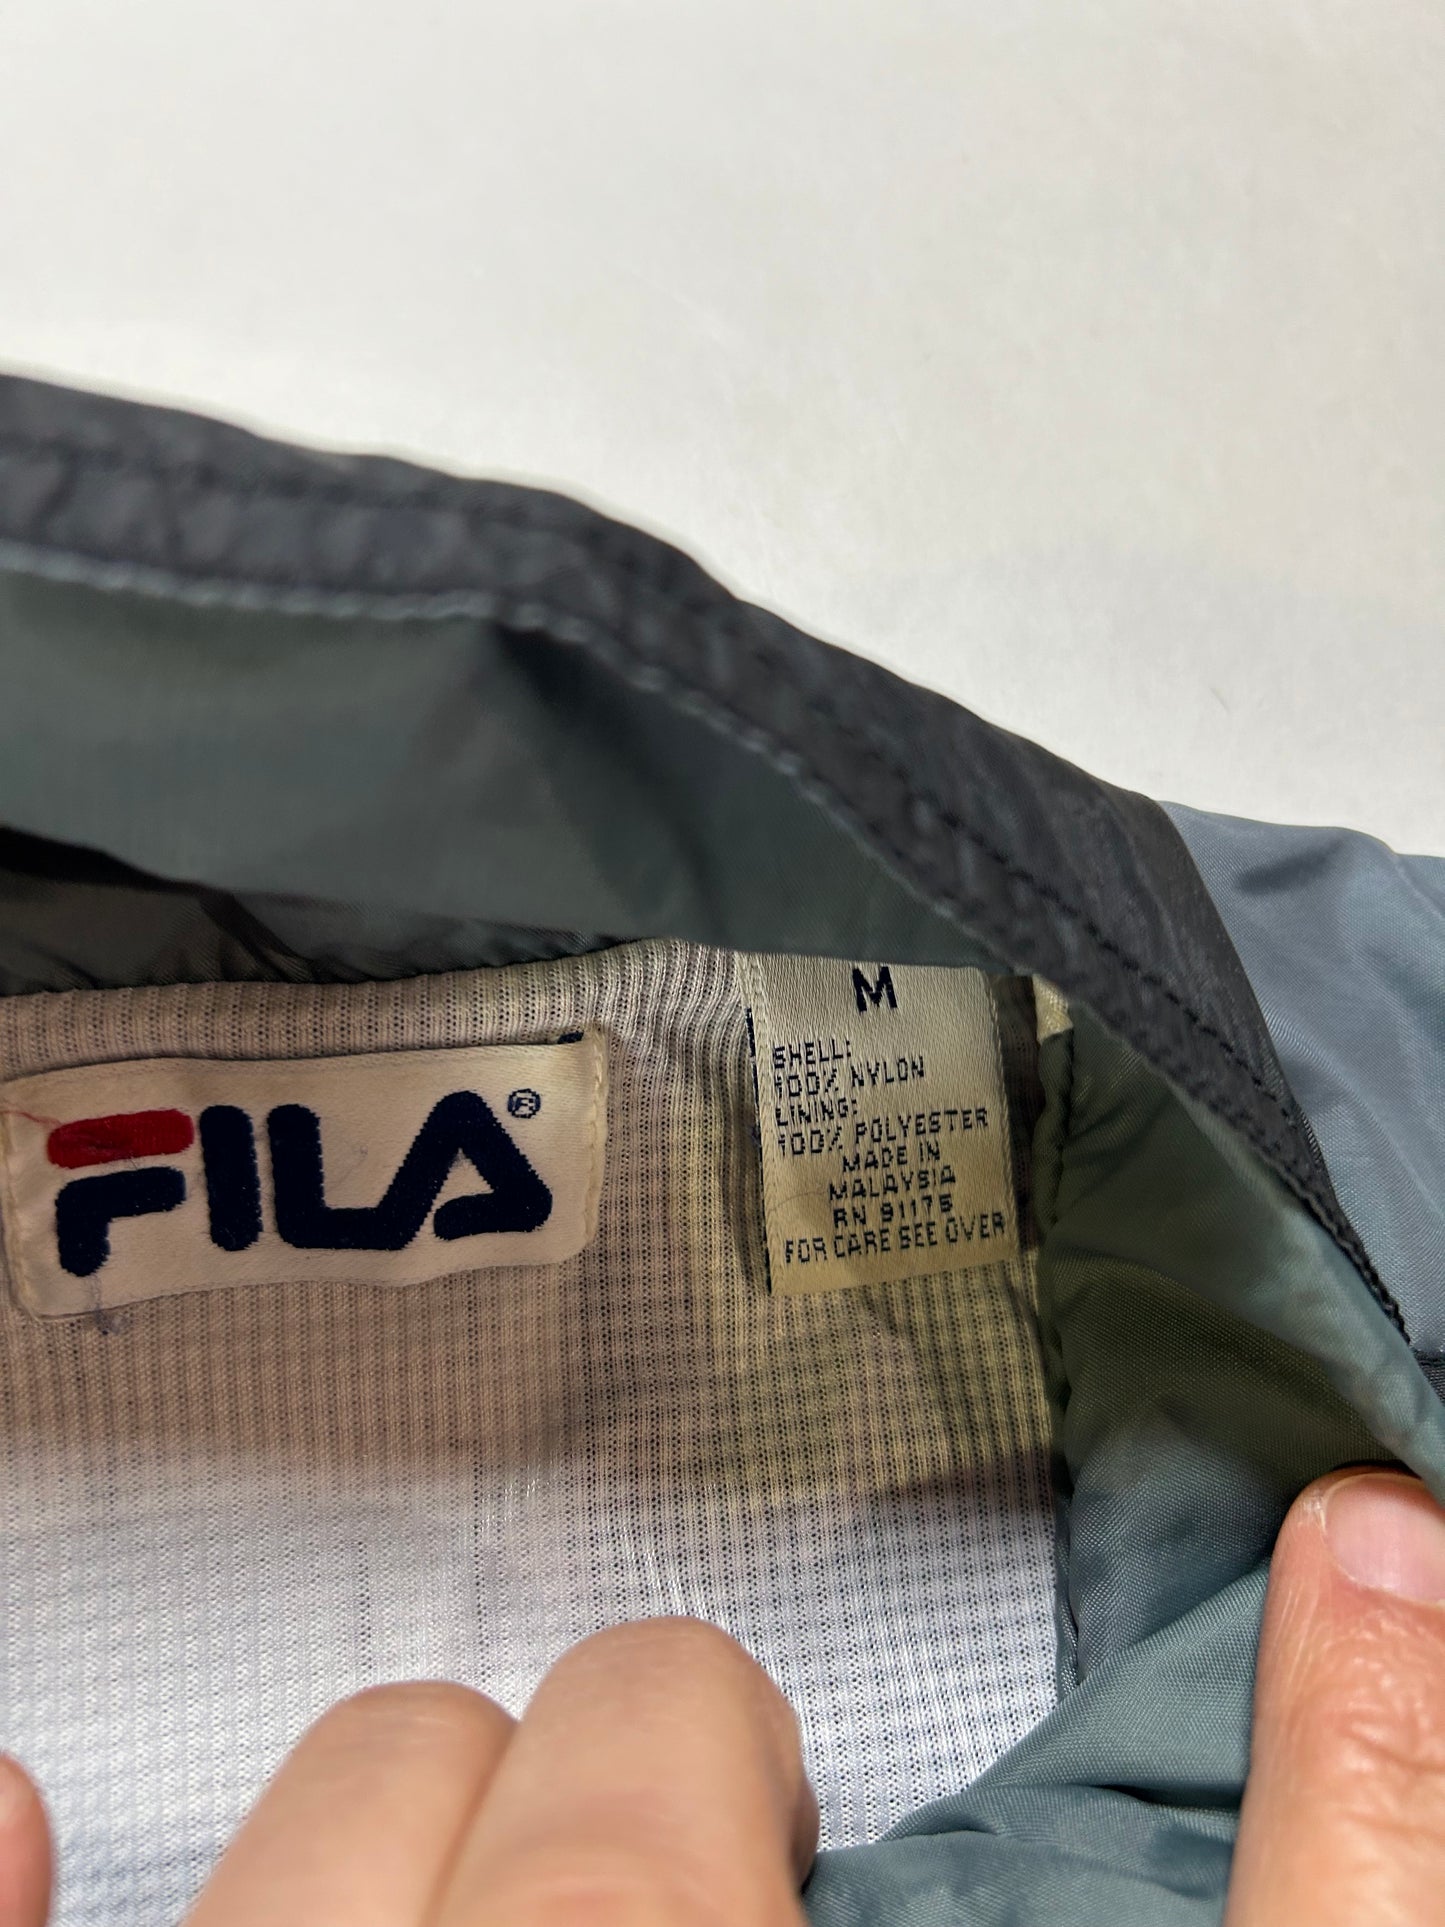 FILA®
M
SHELL:
100% NYLON
LINING:
100% POLYESTER
MADE IN
MALAYSIA
RN 91175
FOR CARE SEE OVER